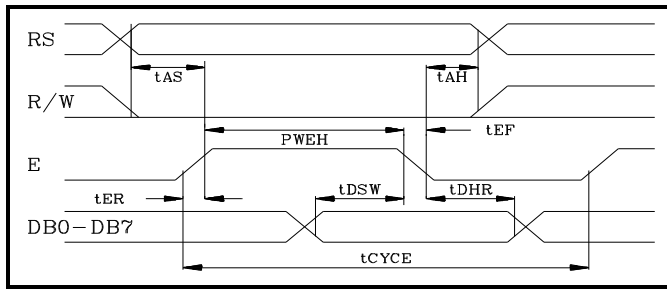 RS
tAS
tAH
R/W
tEF
PWEH
E
tER
tDSW
tDHR
DB0-DB7
tCYCE